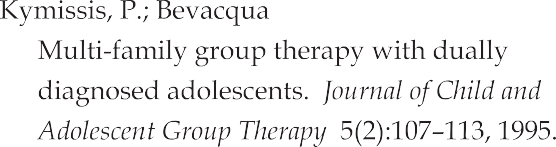 Kymissis, P.; Bevacqua
Multi-family group therapy with dually
diagnosed adolescents. Journal of Child and
Adolescent Group Therapy 5(2):107–113, 1995.